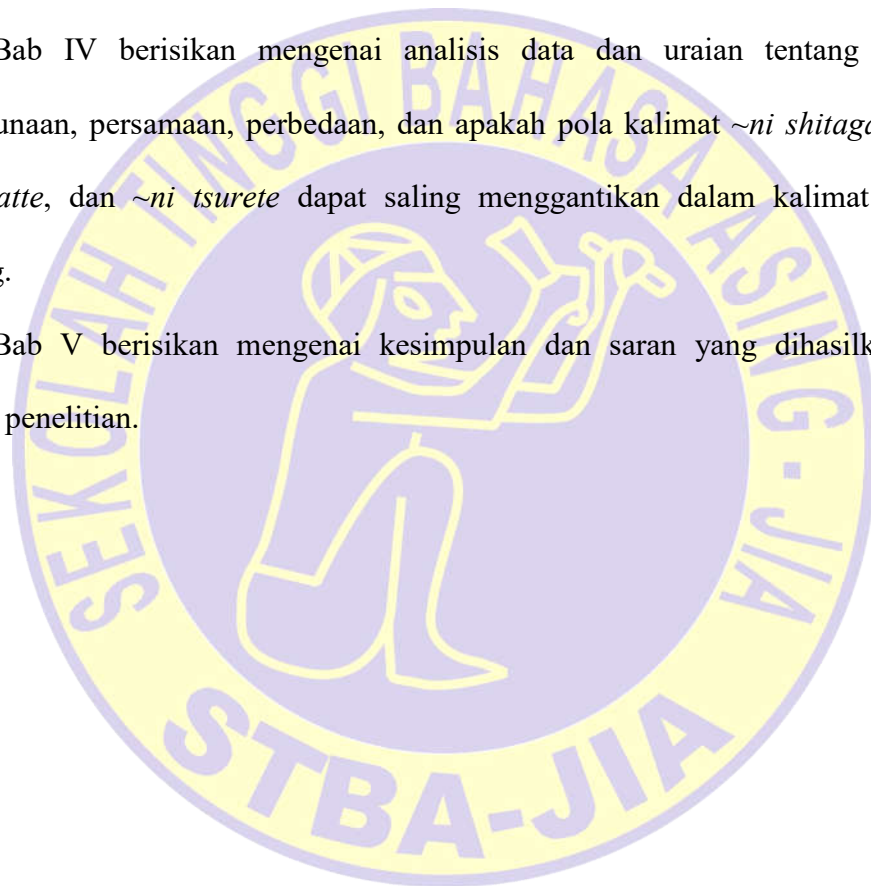 Bab IV berisikan mengenai analisis data dan uraian tentang
unaan, persamaan, perbedaan, dan apakah pola kalimat ~ni shitaga
atte, dan ~ni tsurete dapat saling menggantikan dalam kalimat
g.
Bab V berisikan mengenai kesimpulan dan saran yang dihasilk
penelitian.
SEKOLAH TINGGI BAHASA ASING - JIA
STBA-JIA